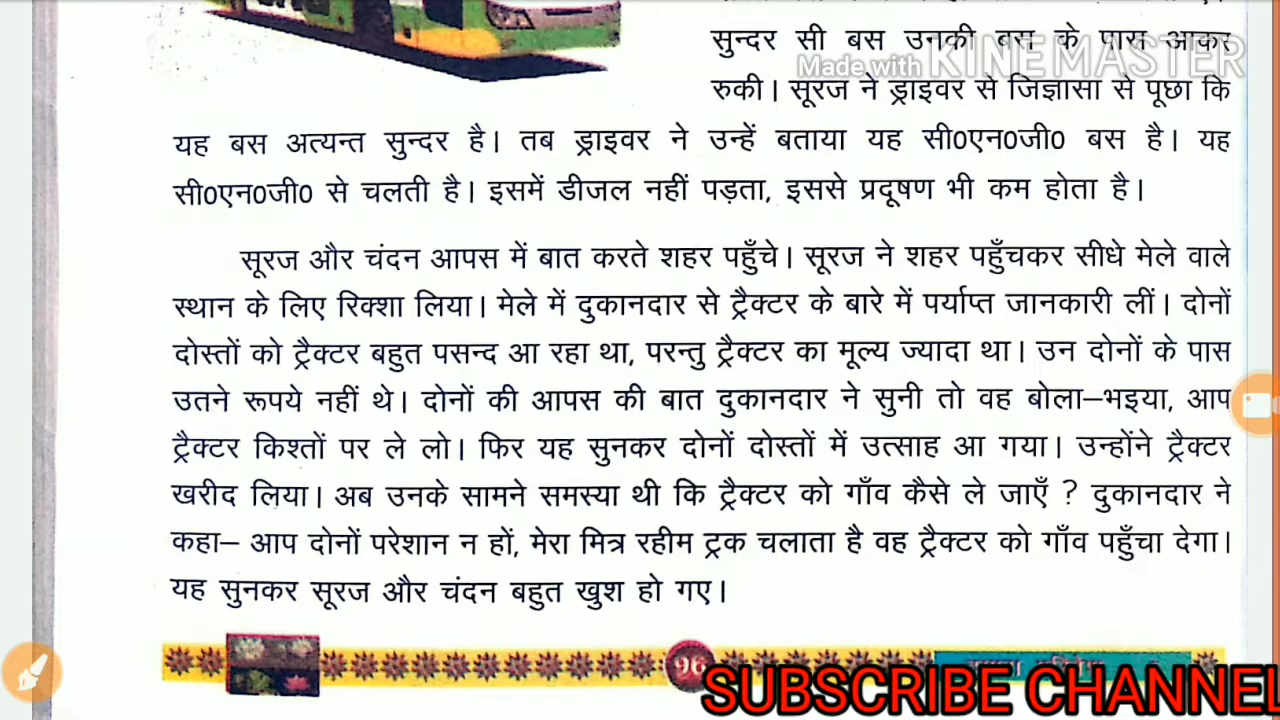 सुन्दर सी बस उनकी बस के पास आकर
Made with KINEMASTER
रुकी। सूरज ने ड्राइवर से जिज्ञासा से पूछा कि
यह बस अत्यन्त सुन्दर है। तब ड्राइवर ने उन्हें बताया यह सी0एन0जी0 बस है। यह
सी0एन0जी0 से चलती है। इसमें डीजल नहीं पड़ता, इससे प्रदूषण भी कम होता है।
सूरज और चंदन आपस में बात करते शहर पहुँचे। सूरज ने शहर पहुँचकर सीधे मेले वाले
स्थान के लिए रिक्शा लिया। मेले में दुकानदार से ट्रैक्टर के बारे में पर्याप्त जानकारी लीं। दोनों
दोस्तों को ट्रैक्टर बहुत पसन्द आ रहा था, परन्तु ट्रैक्टर का मूल्य ज्यादा था। उन दोनों के पास
उतने रूपये नहीं थे। दोनों की आपस की बात दुकानदार ने सुनी तो वह बोला–भइया, आप
ट्रैक्टर किश्तों पर ले लो। फिर यह सुनकर दोनों दोस्तों में उत्साह आ गया। उन्होंने ट्रैक्टर
खरीद लिया। अब उनके सामने समस्या थी कि ट्रैक्टर को गाँव कैसे ले जाएँ ? दुकानदार ने
कहा– आप दोनों परेशान न हों, मेरा मित्र रहीम ट्रक चलाता है वह ट्रैक्टर को गाँव पहुँचा देगा।
यह सुनकर सूरज और चंदन बहुत खुश हो गए।
96
SUBSCRIBE CHANNEL